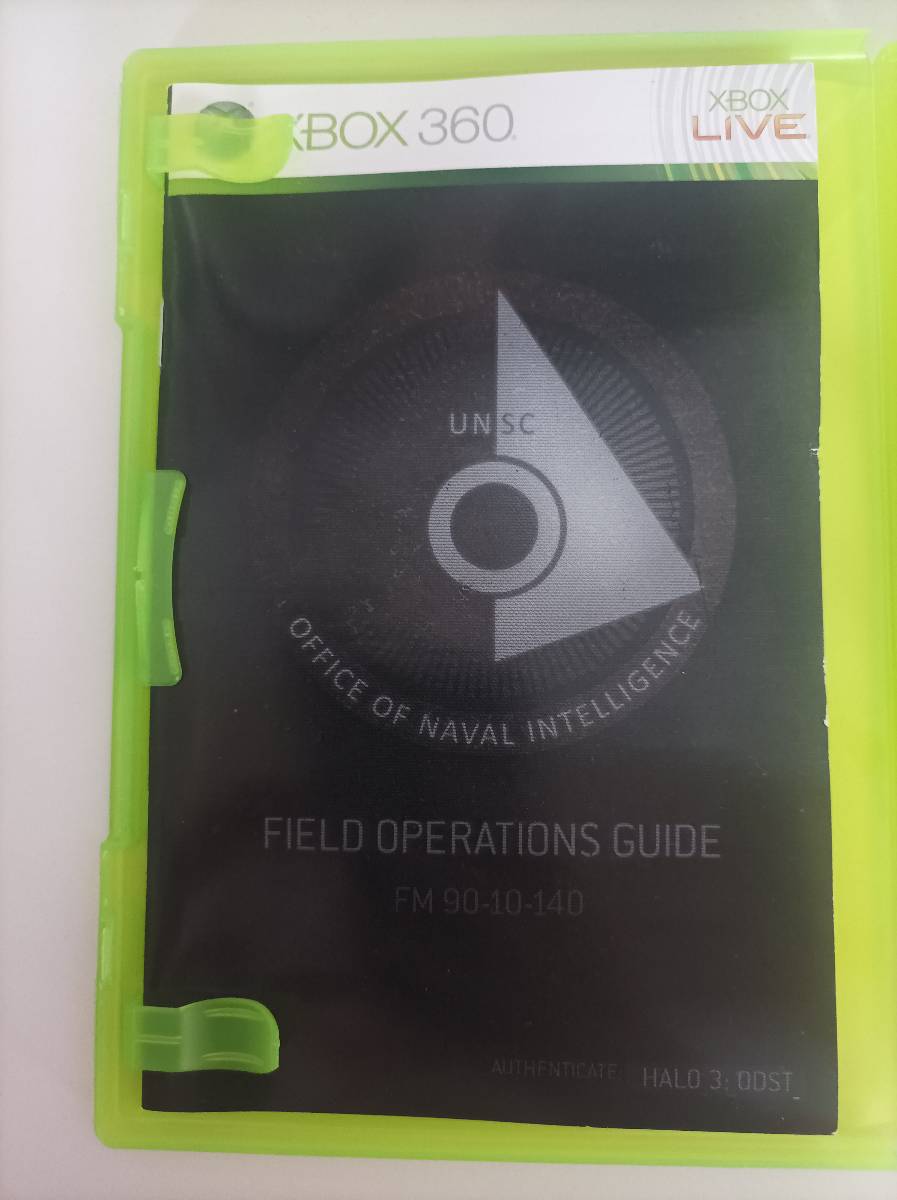 XBOX 360
XBOX
LIVE
UNSC
OFFICE OF NAVAL INTELLIGENCE
FIELD OPERATIONS GUIDE
FM 90-10-140
AUTHENTICATE: HALO 3: ODST_